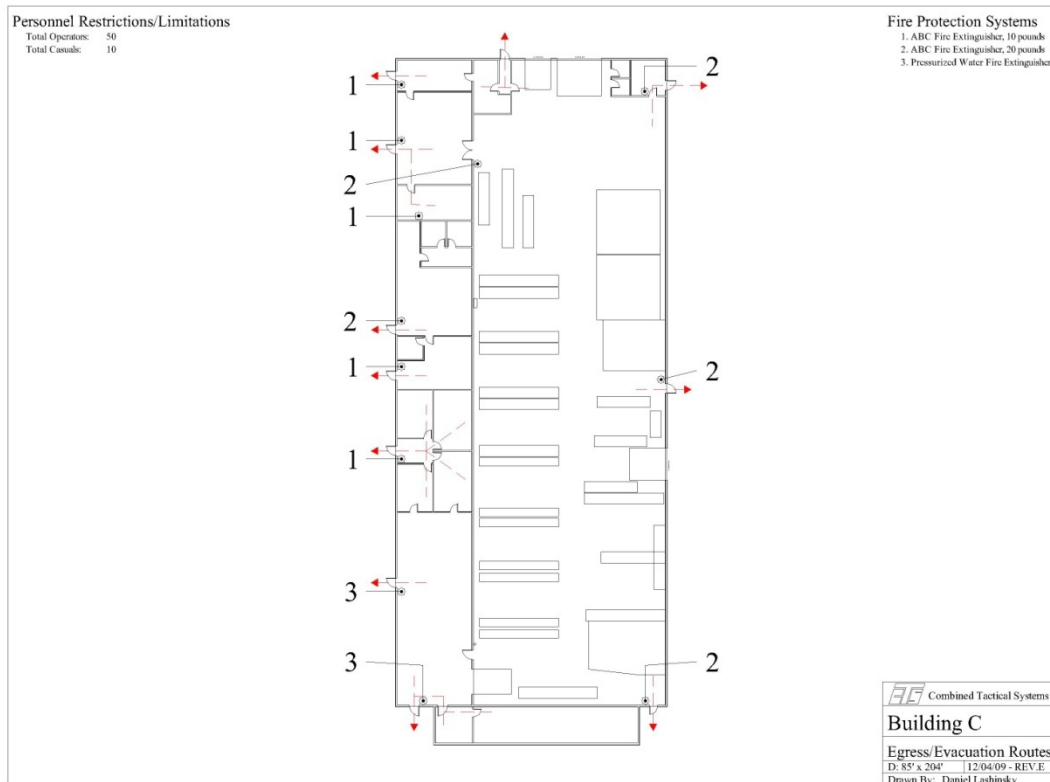 Personnel Restrictions/Limitations
Total Operators: 50
Total Casuals: 10
Fire Protection Systems
1. ABC Fire Extinguisher, 10 pounds
2. ABC Fire Extinguisher, 20 pounds
3. Pressurized Water Fire Extinguisher
2
1
1
2
1
2
1
2
1
3
3
2
CTS Combined Tactical Systems
Building C
Egress/Evacuation Routes
D: 85' x 204' 12/04/09 - REV.E
Drawn By: Daniel Lashinsky